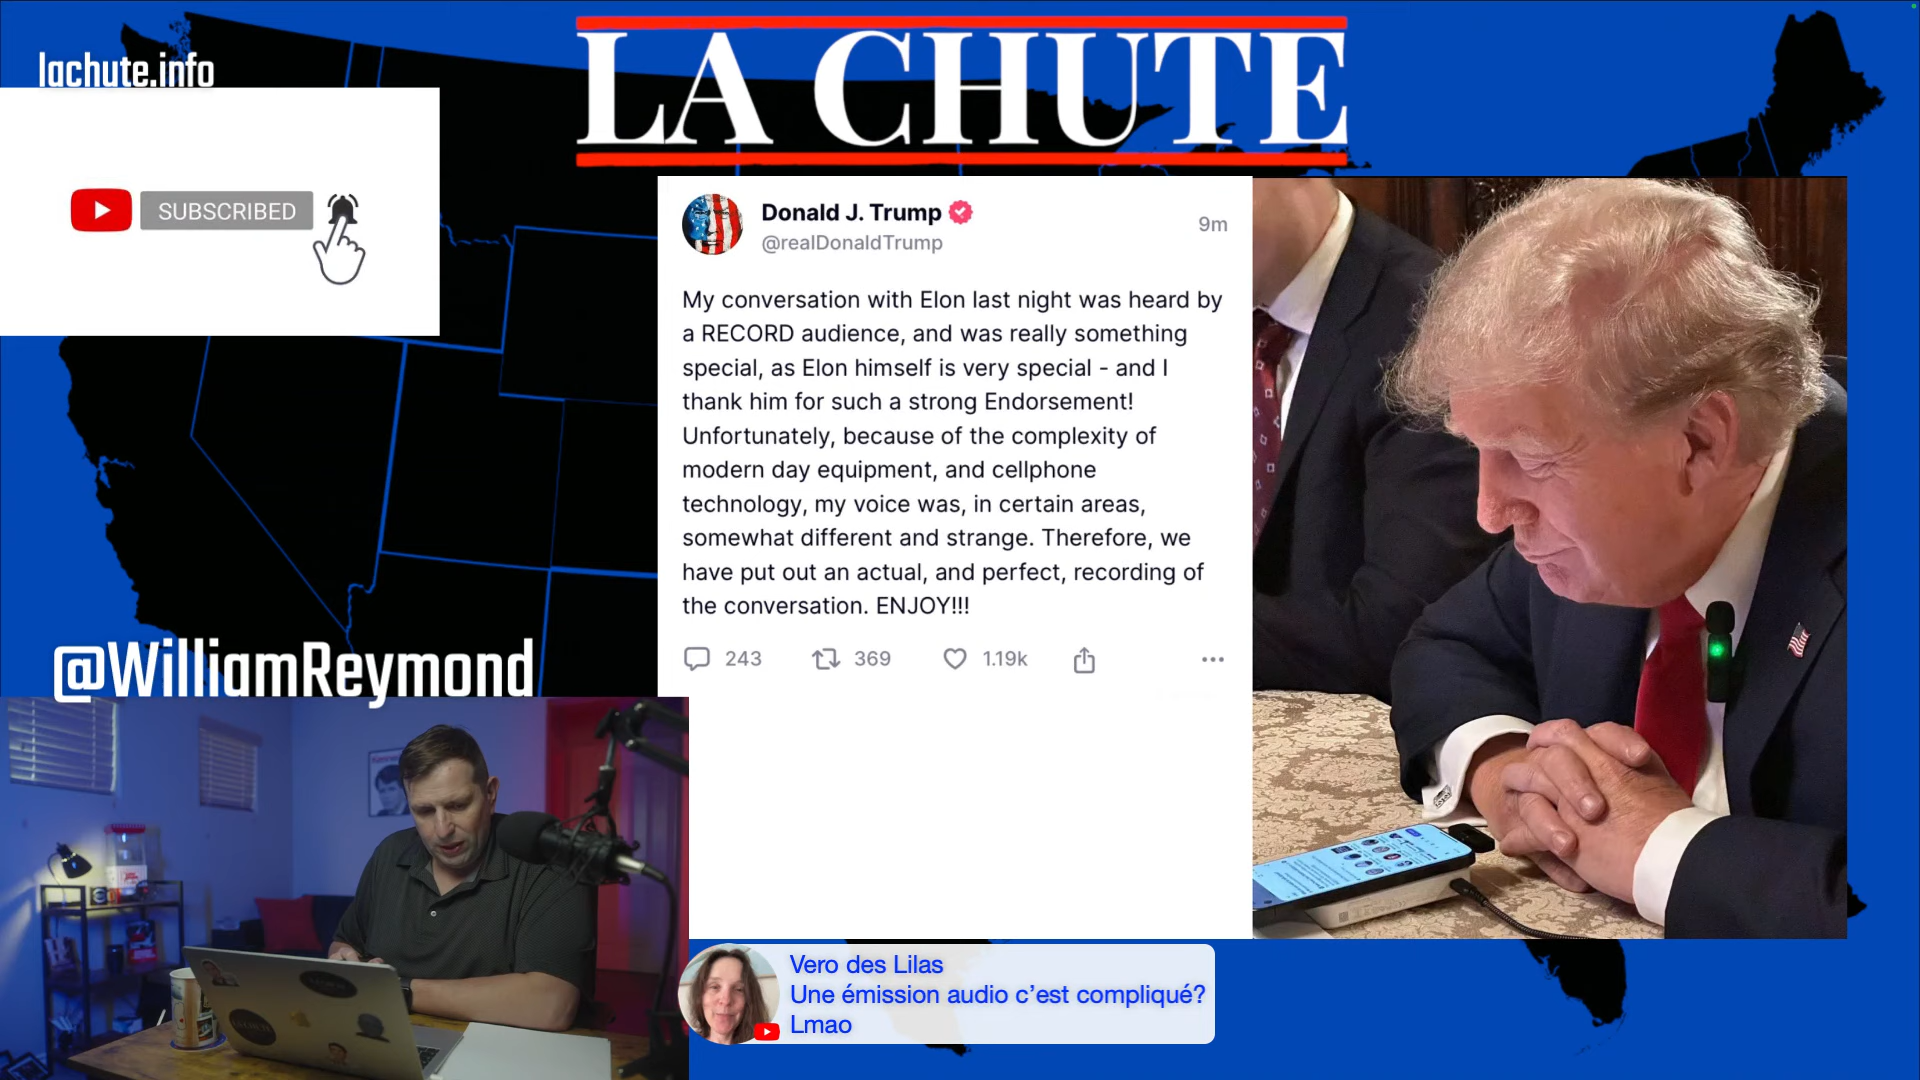 lachute.info
LA CHUTE
SUBSCRIBED
Donald J. Trump
@realDonaldTrump
9m
My conversation with Elon last night was heard by
a RECORD audience, and was really something
special, as Elon himself is very special - and I
thank him for such a strong Endorsement!
Unfortunately, because of the complexity of
modern day equipment, and cellphone
technology, my voice was, in certain areas,
somewhat different and strange. Therefore, we
have put out an actual, and perfect, recording of
the conversation. ENJOY!!!
243
369
1.19k
@WilliamReymond
Vero des Lilas
Une émission audio c’est compliqué?
Lmao